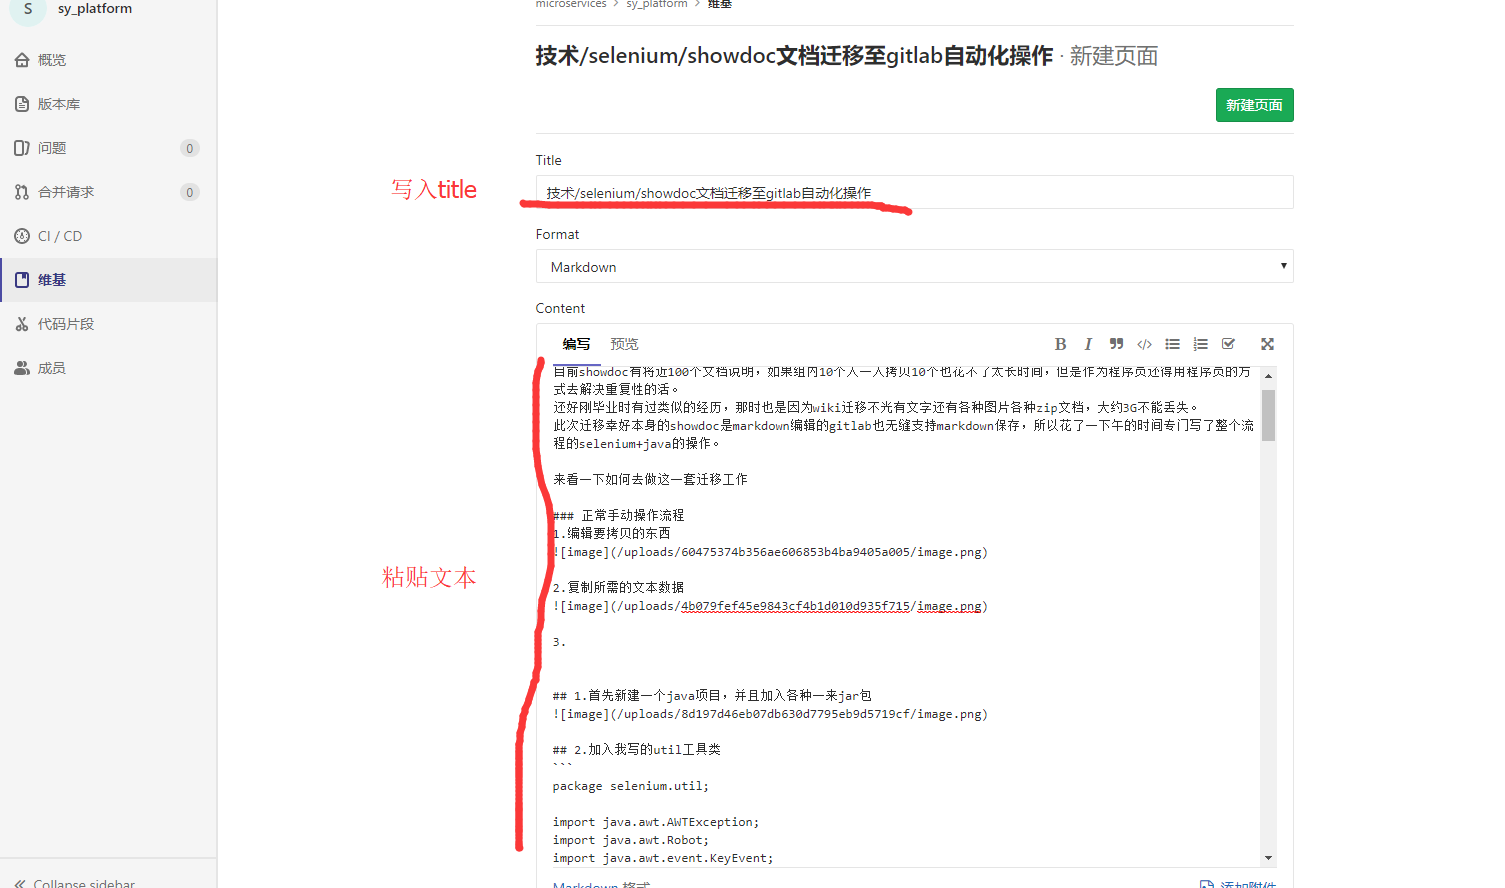 S
sy_platform
概览
版本库
问题
0
合并请求
0
CI / CD
维基
代码片段
成员
Collapse sidebar
microservices > sy_platform > 维基
技术/selenium/showdoc文档迁移至gitlab自动化操作 · 新建页面
新建页面
Title
写入title
技术/selenium/showdoc文档迁移至gitlab自动化操作
Format
Markdown
Content
编写
预览
B I
粘贴文本
目前showdoc有将近100个文档说明，如果组内10个人一人拷贝10个也花不了太长时间，但是作为程序员还得用程序员的方
式去解决重复性的活。
还好刚毕业时有过类似的经历，那时也是因为wiki迁移不光有文字还有各种图片各种zip文档，大约3G不能丢失。
此次迁移幸好本身的showdoc是markdown编辑的gitlab也无缝支持markdown保存，所以花了一下午的时间专门写了整个流
程的selenium+java的操作。
来看一下如何去做这一套迁移工作
### 正常手动操作流程
1.编辑要拷贝的东西
![image](/uploads/60475374b356ae606853b4ba9405a005/image.png)
2.复制所需的文本数据
![image](/uploads/4b079fef45e9843cf4b1d010d935f715/image.png)
3.
## 1.首先新建一个java项目，并且加入各种一来jar包
![image](/uploads/8d197d46eb07db630d7795eb9d5719cf/image.png)
## 2.加入我写的util工具类
```
package selenium.util;
import java.awt.AWTException;
import java.awt.Robot;
import java.awt.event.KeyEvent;
Markdown 格式
添加附件